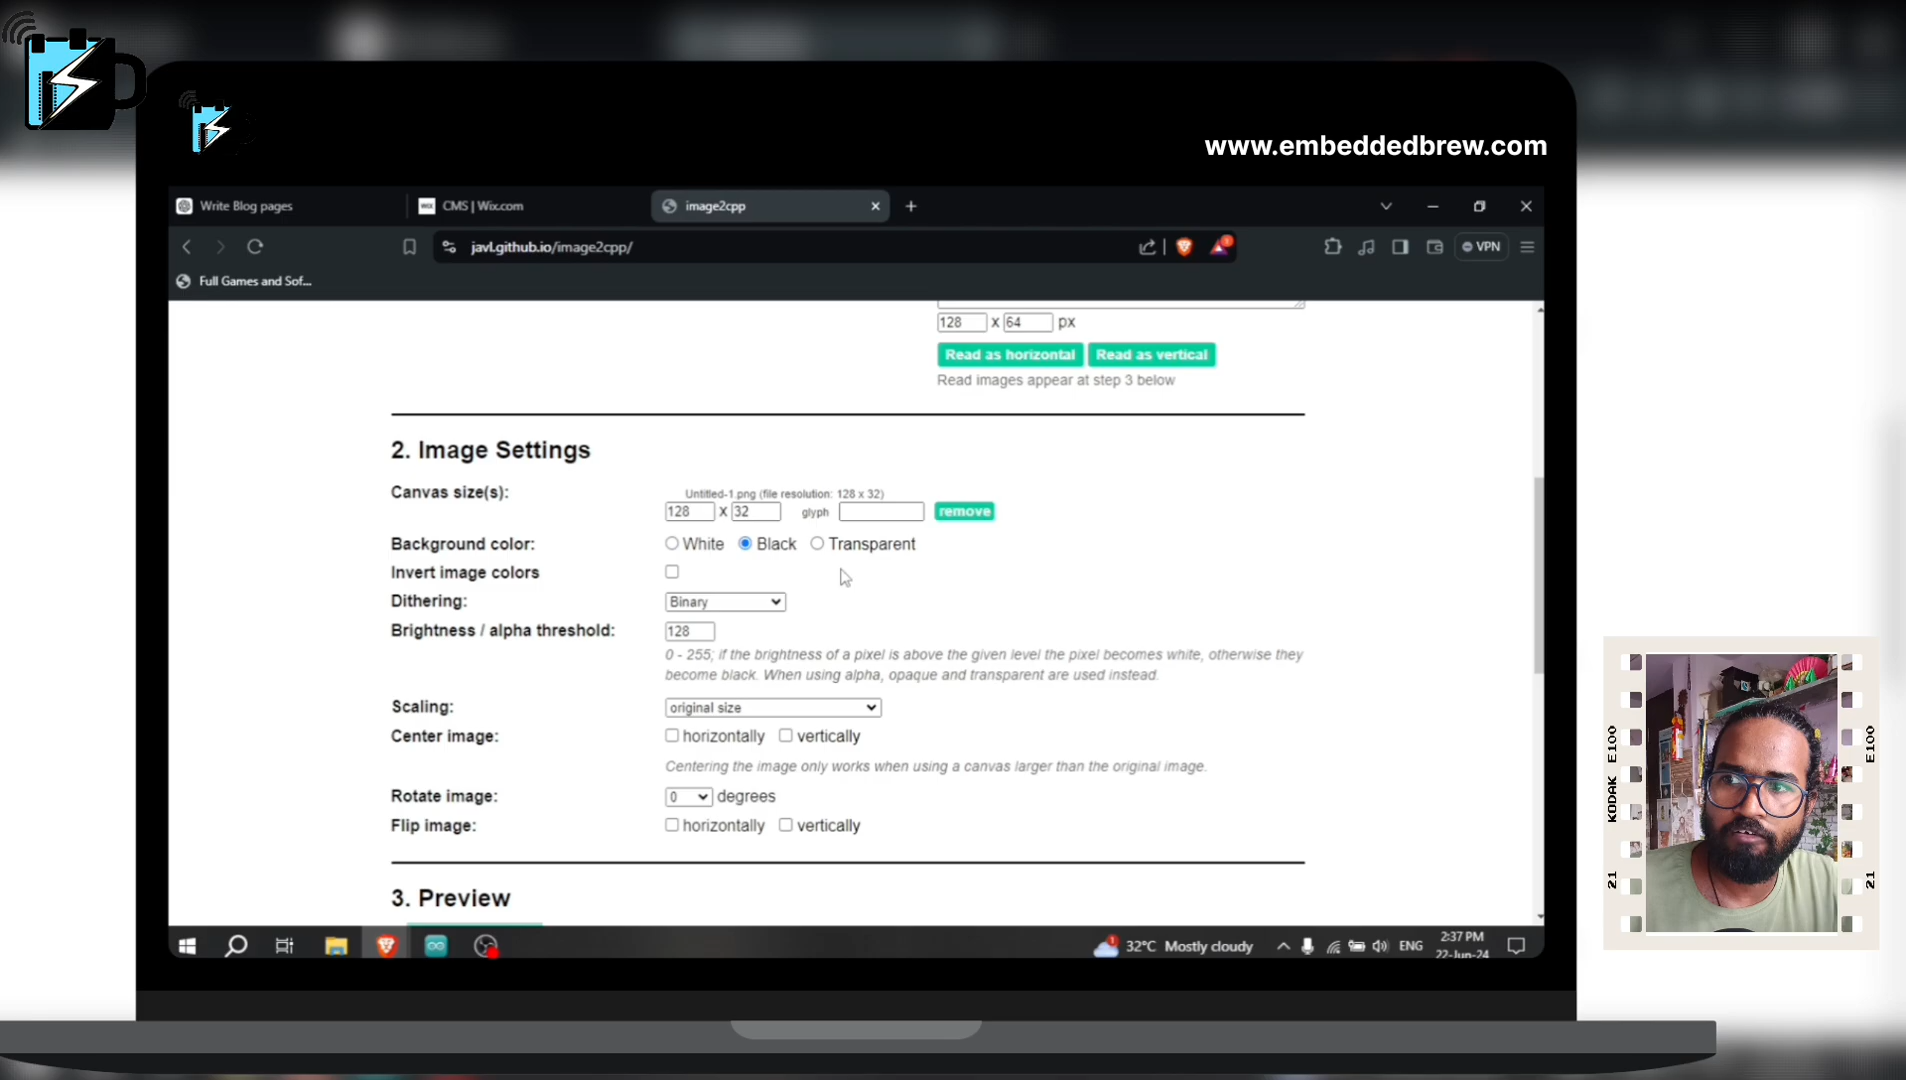 www.embeddedbrew.com
Write Blog pages
WIX CMS | Wix.com
image2cpp
javl.github.io/image2cpp/
VPN
Full Games and Sof...
128 x 64 px
Read as horizontal Read as vertical
Read images appear at step 3 below
2. Image Settings
Canvas size(s):
Untitled-1.png (file resolution: 128 x 32)
128 x 32 glyph remove
Background color: White Black Transparent
Invert image colors
Dithering: Binary
Brightness / alpha threshold: 128
0 - 255; if the brightness of a pixel is above the given level the pixel becomes white, otherwise they
become black. When using alpha, opaque and transparent are used instead.
Scaling: original size
Center image: horizontally vertically
Centering the image only works when using a canvas larger than the original image.
Rotate image: 0 degrees
Flip image: horizontally vertically
3. Preview
32°C Mostly cloudy
ENG
2:37 PM
22-Jun-24
KODAK E100
21
E100
21